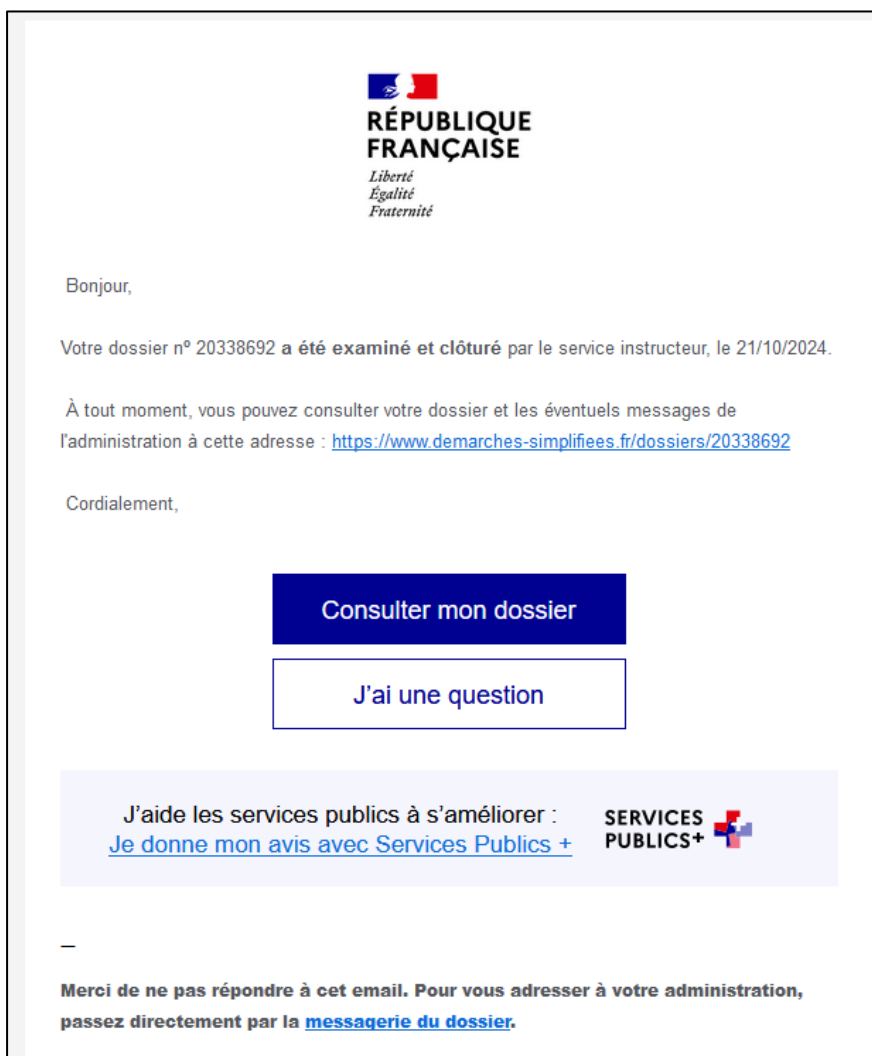 RÉPUBLIQUE
FRANÇAISE
Liberté
Égalité
Fraternité
Bonjour,
Votre dossier nº 20338692 a été examiné et clôturé par le service instructeur, le 21/10/2024.
À tout moment, vous pouvez consulter votre dossier et les éventuels messages de
l'administration à cette adresse : https://www.demarches-simplifiees.fr/dossiers/20338692
Cordialement,
Consulter mon dossier
J'ai une question
J'aide les services publics à s'améliorer :
Je donne mon avis avec Services Publics +
SERVICES
PUBLICS+
—
Merci de ne pas répondre à cet email. Pour vous adresser à votre administration,
passez directement par la messagerie du dossier.